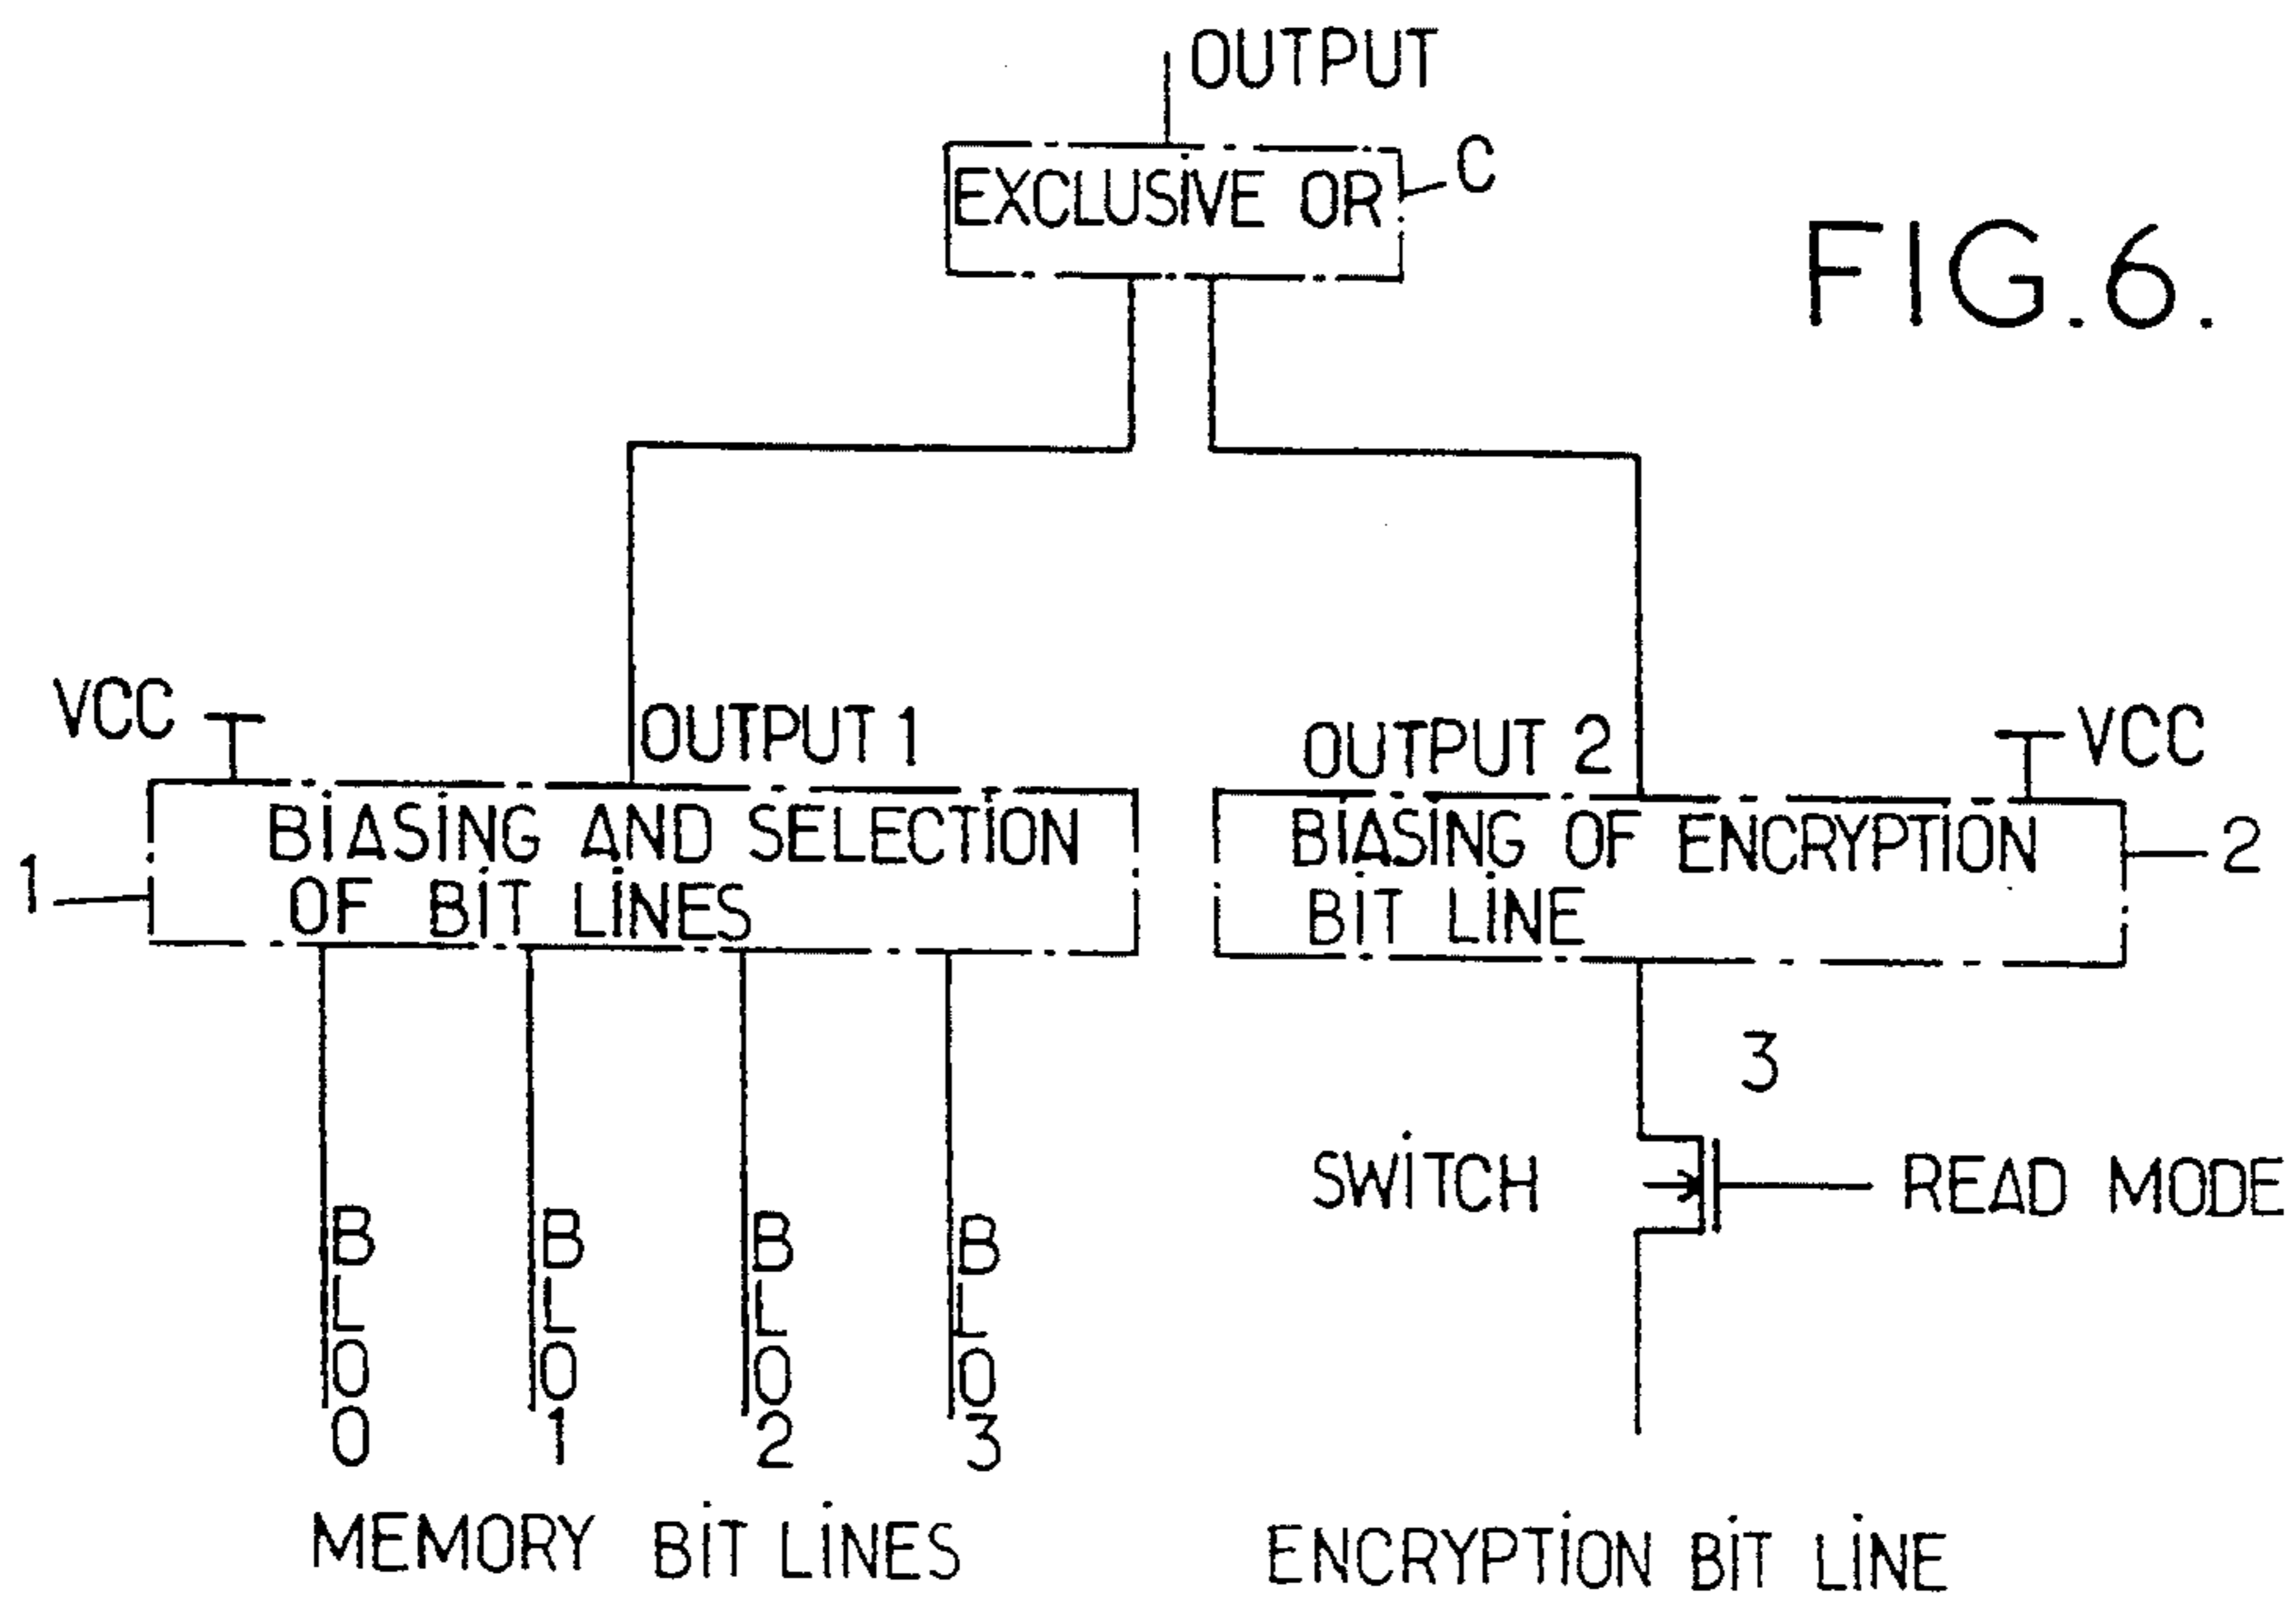 OUTPUT
EXCLUSIVE OR
C
FIG.6.
VCC
OUTPUT 1
OUTPUT 2
VCC
1
BIASING AND SELECTION
OF BIT LINES
BIASING OF ENCRYPTION
BIT LINE
2
3
SWITCH
READ MODE
BL00
BL01
BL02
BL03
MEMORY BIT LINES
ENCRYPTION BIT LINE